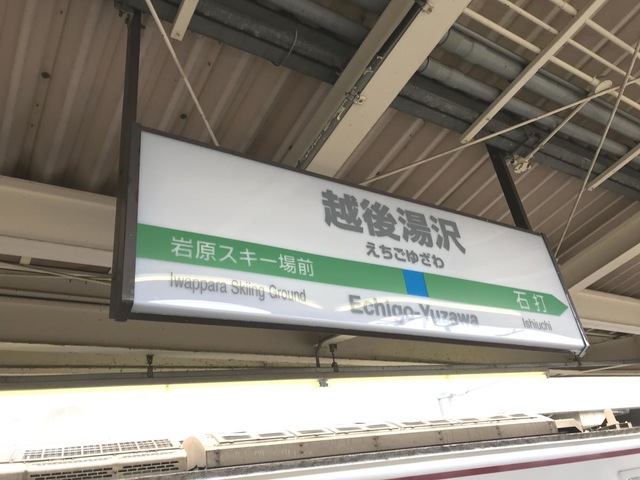 越後湯沢
えちごゆざわ
岩原スキー場前
石打
Iwappara Skiing Ground
Echigo-Yuzawa
Ishiuchi